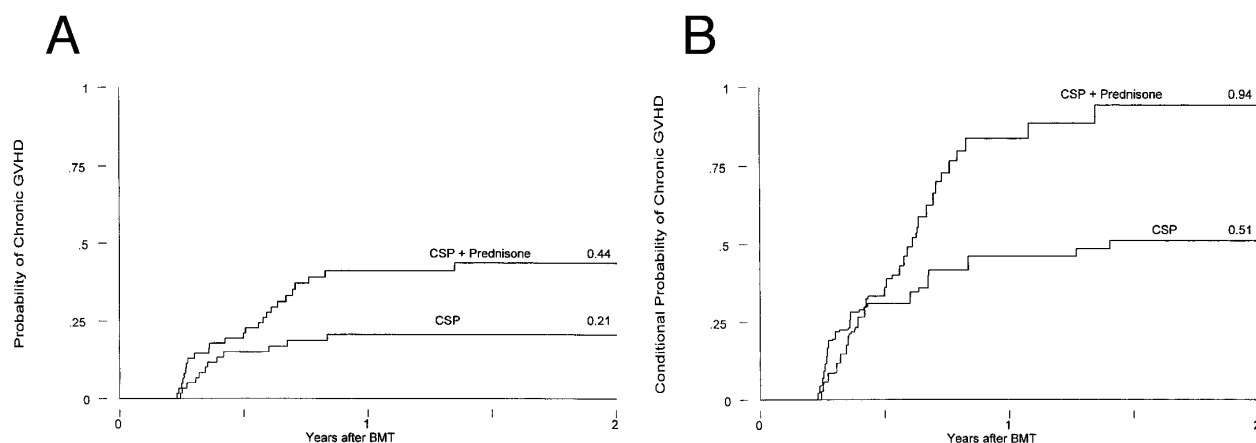 A
Probability of Chronic GVHD
1
.75
.5
.25
0
CSP + Prednisone
0.44
CSP
0.21
0
1
2
Years after BMT
B
Conditional Probability of Chronic GVHD
1
.75
.5
.25
0
CSP + Prednisone
0.94
CSP
0.51
0
1
2
Years after BMT